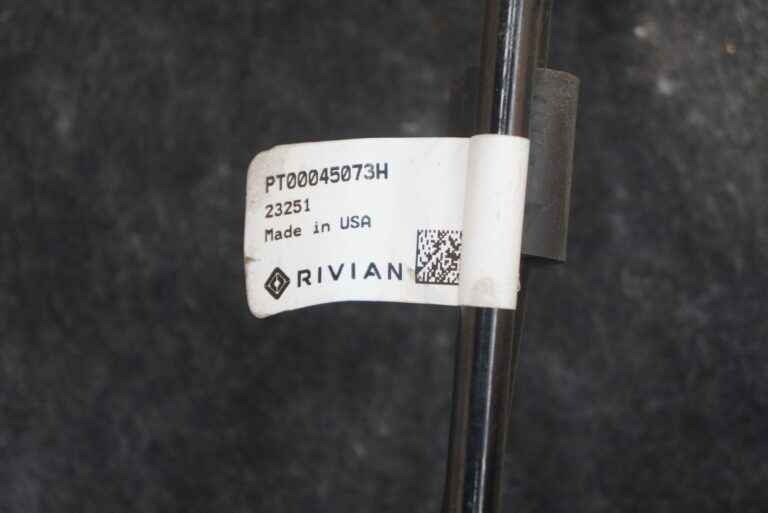 PT00045073H
23251
Made in USA
RIVIAN